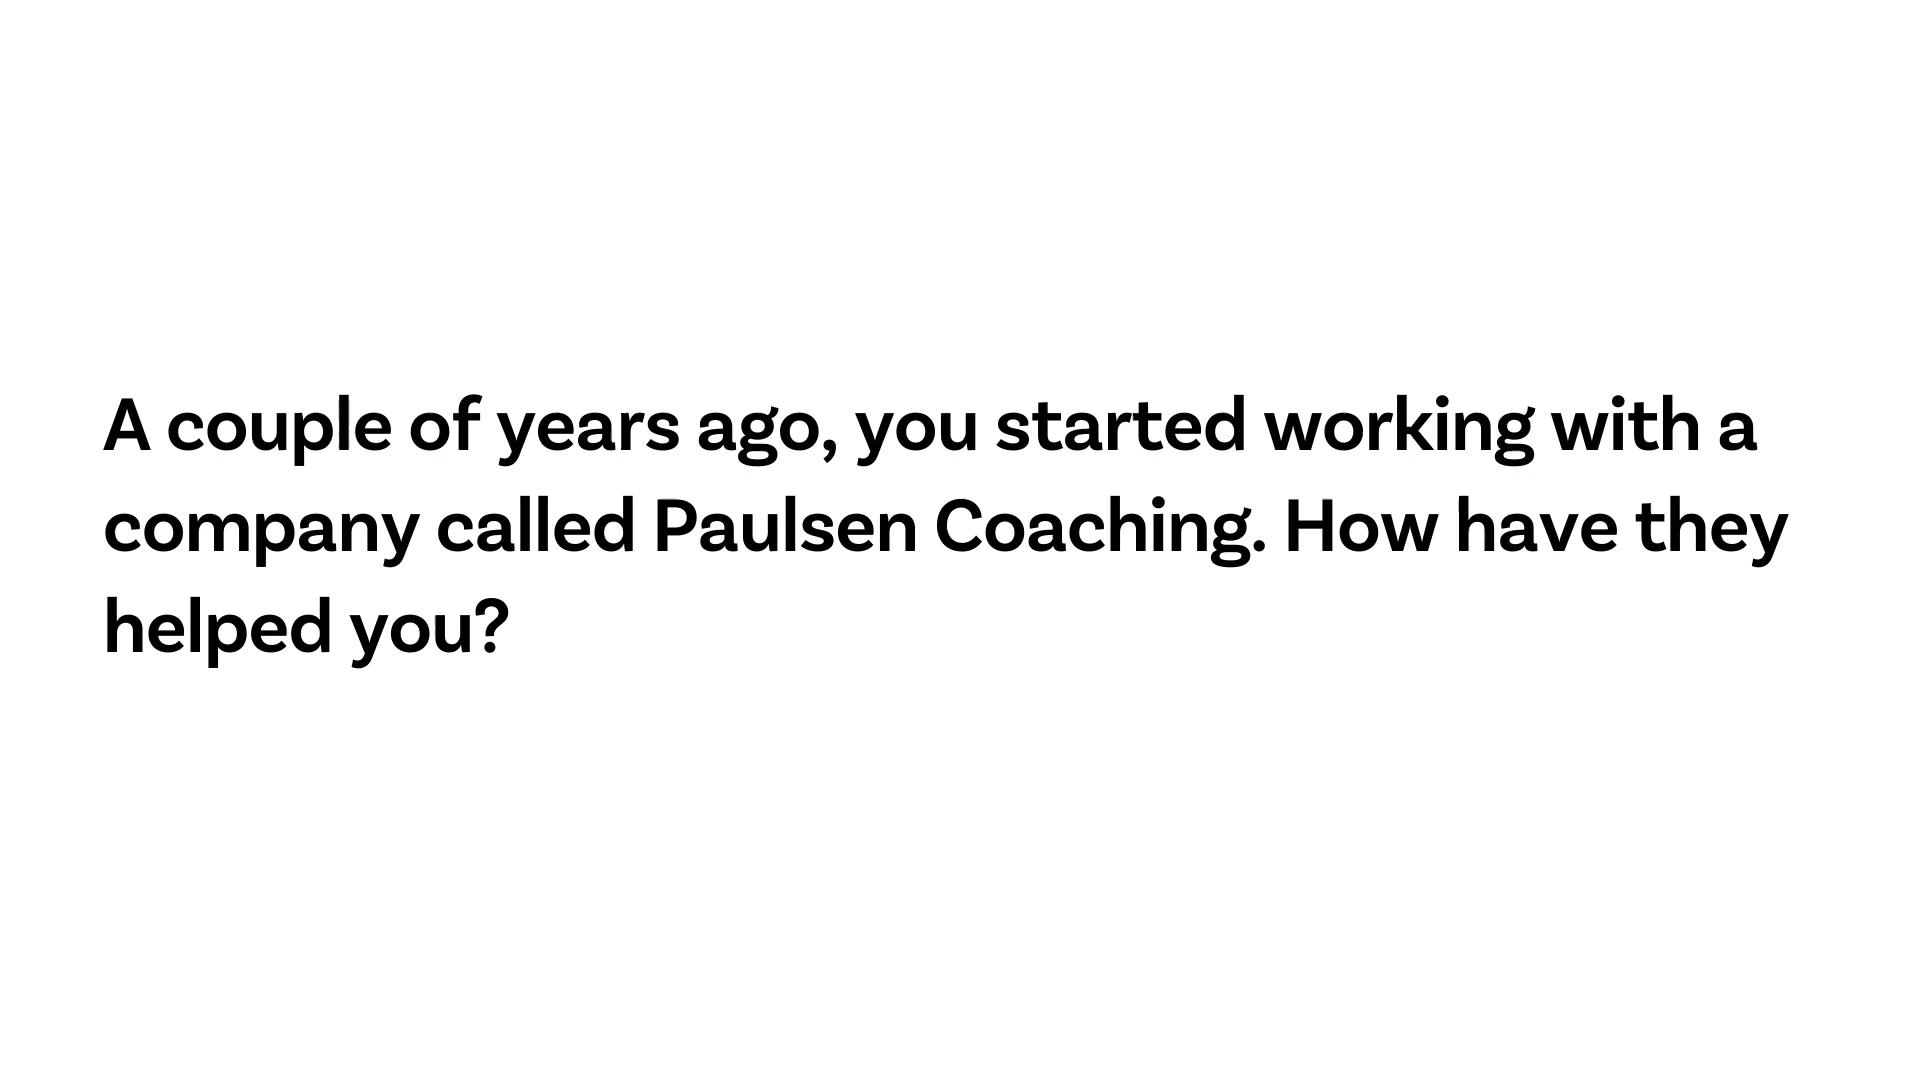 A couple of years ago, you started working with a
company called Paulsen Coaching. How have they
helped you?